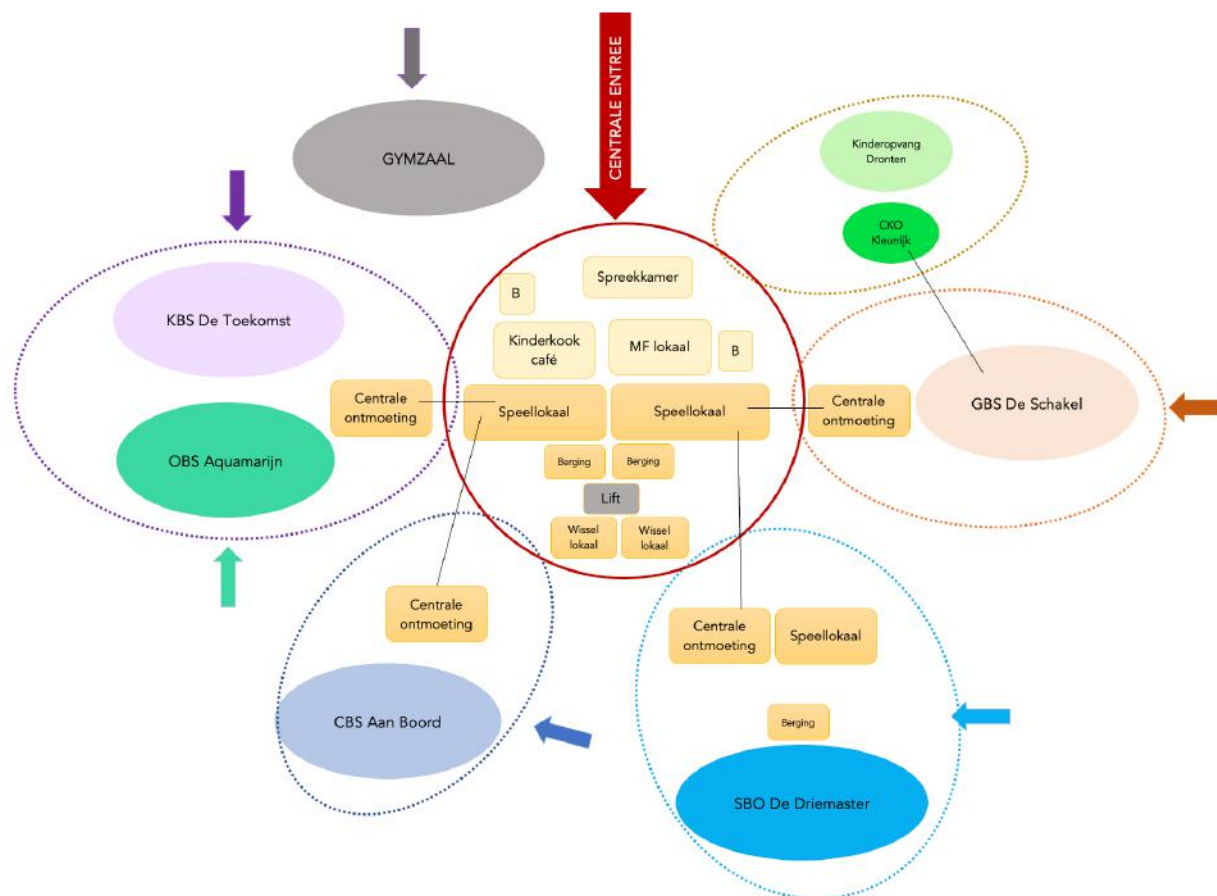 CENTRALE ENTREE
GYMZAAL
Kinderopvang
Dronten
CKO
Kleurrijk
Spreekkamer
B
KBS De Toekomst
Kinderkook
café
MF lokaal
B
Centrale
ontmoeting
Speellokaal
Speellokaal
Centrale
ontmoeting
GBS De Schakel
OBS Aquamarijn
Berging
Berging
Lift
Wissel
lokaal
Wissel
lokaal
Centrale
ontmoeting
Centrale
ontmoeting
Speellokaal
CBS Aan Boord
Berging
SBO De Driemaster